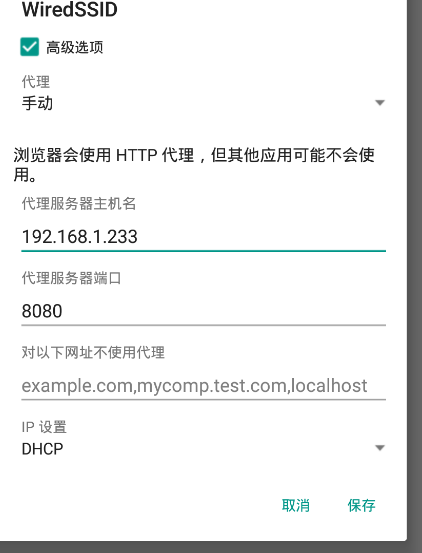 WiredSSID
高级选项
代理
手动
浏览器会使用 HTTP 代理，但其他应用可能不会使
用。
代理服务器主机名
192.168.1.233
代理服务器端口
8080
对以下网址不使用代理
example.com,mycomp.test.com,localhost
IP 设置
DHCP
取消 保存